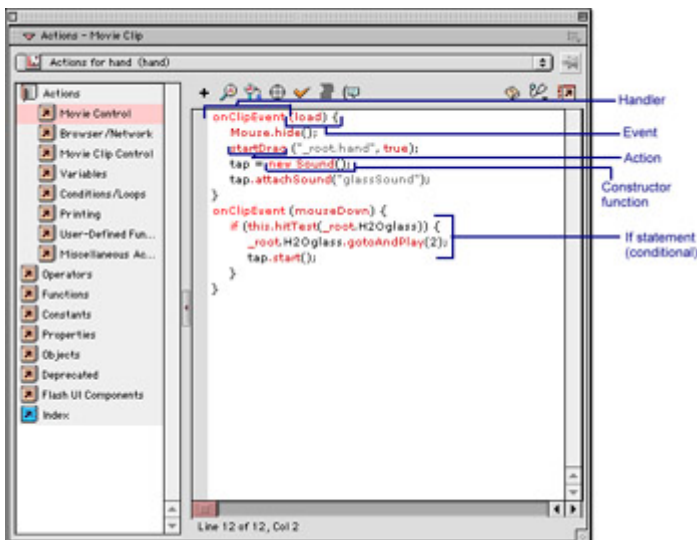 Actions - Movie Clip
Actions for hand (hand)
Actions
Movie Control
Browser/Network
Movie Clip Control
Variables
Conditions/Loops
Printing
User-Defined Fun...
Miscellaneous Ac...
Operators
Functions
Constants
Properties
Objects
Deprecated
Flash UI Components
Index
onClipEvent (load) {
Mouse.hide();
startDrag ("_root.hand", true);
tap = new Sound();
tap.attachSound("glassSound");
}
onClipEvent (mouseDown) {
if (this.hitTest(_root.H2Oglass)) {
_root.H2Oglass.gotoAndPlay(2);
tap.start();
}
}
Handler
Event
Action
Constructor
function
If statement
(conditional)
Line 12 of 12, Col 2